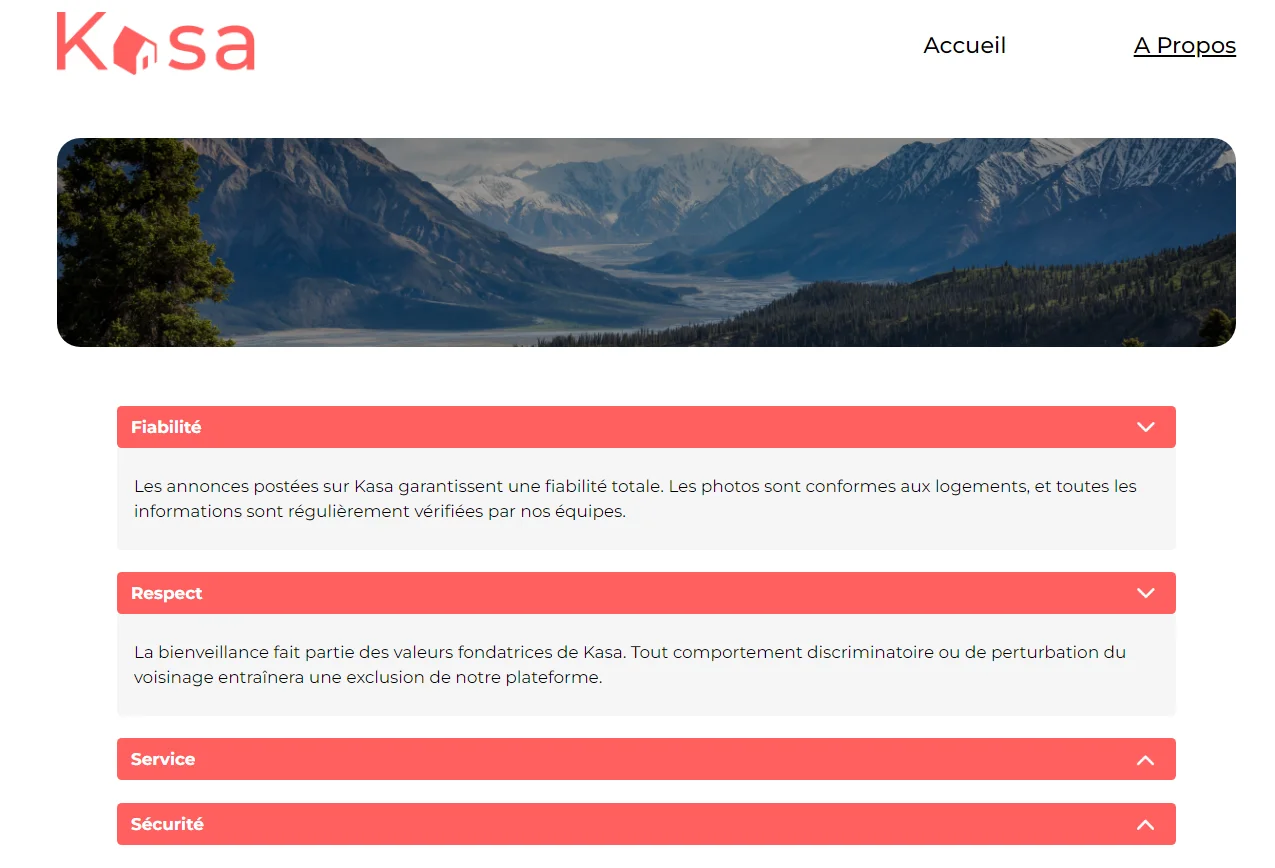 Kasa
Accueil
A Propos
Fiabilité
Les annonces postées sur Kasa garantissent une fiabilité totale. Les photos sont conformes aux logements, et toutes les
informations sont régulièrement vérifiées par nos équipes.
Respect
La bienveillance fait partie des valeurs fondatrices de Kasa. Tout comportement discriminatoire ou de perturbation du
voisinage entraînera une exclusion de notre plateforme.
Service
Sécurité